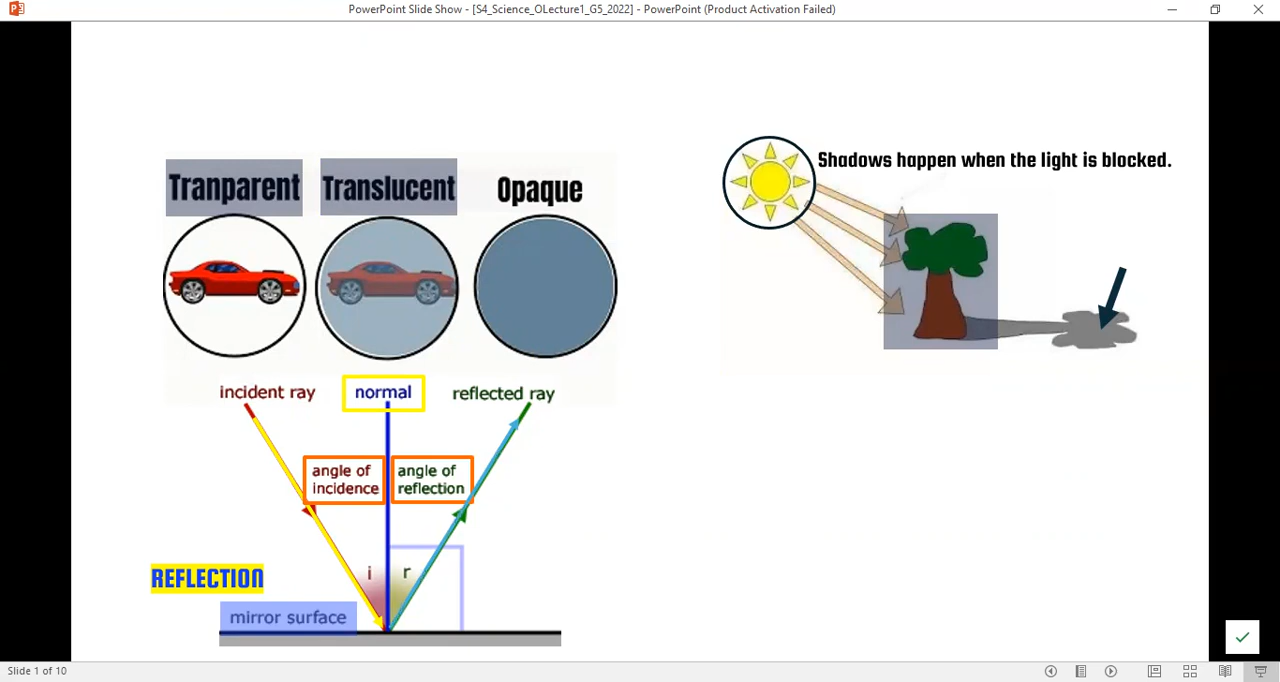 PowerPoint Slide Show - [S4_Science_OLecture1_G5_2022] - PowerPoint (Product Activation Failed)
Tranparent Translucent Opaque
Shadows happen when the light is blocked.
incident ray normal reflected ray
angle of incidence
angle of reflection
i r
REFLECTION
mirror surface
Slide 1 of 10